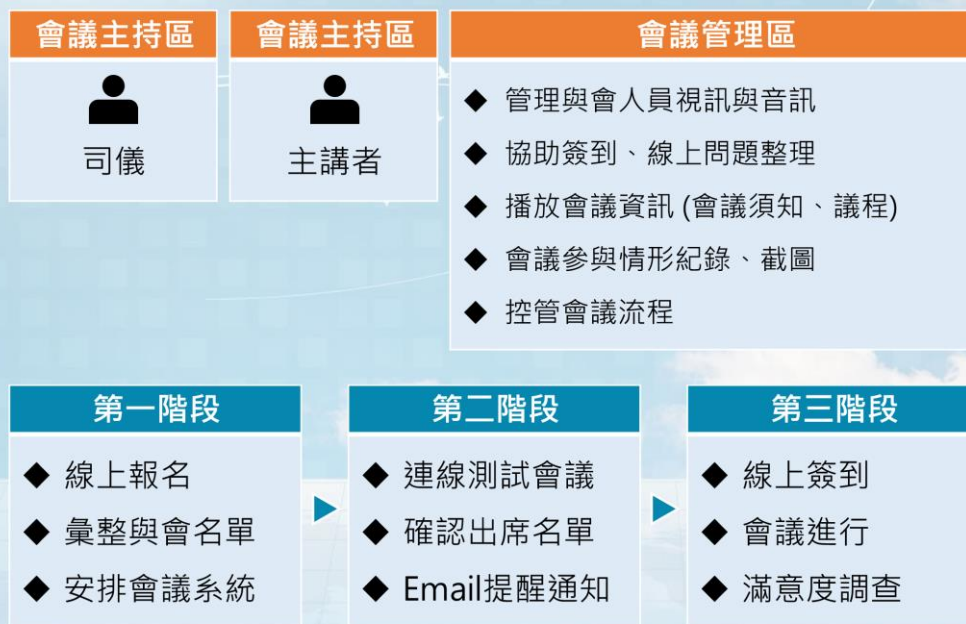 會議主持區
司儀
會議主持區
主講者
會議管理區
◆ 管理與會人員視訊與音訊
◆ 協助簽到、線上問題整理
◆ 播放會議資訊 (會議須知、議程)
◆ 會議參與情形紀錄、截圖
◆ 控管會議流程
第一階段
◆ 線上報名
◆ 彙整與會名單
◆ 安排會議系統
第二階段
◆ 連線測試會議
◆ 確認出席名單
◆ Email提醒通知
第三階段
◆ 線上簽到
◆ 會議進行
◆ 滿意度調查